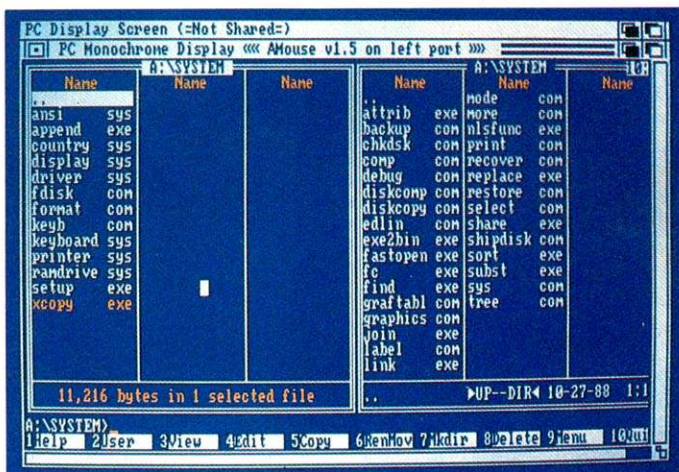 PC Display Screen (=Not Shared=)
PC Monochrome Display «««« AMouse v1.5 on left port »»»»
A:\SYSTEM
Name Name Name
..
ansi sys
append exe
country sys
display sys
driver sys
fdisk com
format com
keyb com
keyboard sys
printer sys
ramdrive sys
setup exe
xcopy exe
11,216 bytes in 1 selected file
A:\SYSTEM 10:
Name Name Name
..
attrib exe
backup com
chkdsk com
comp com
debug com
diskcomp com
diskcopy com
edlin com
exe2bin exe
fastopen exe
fc exe
find exe
graftabl com
graphics com
join exe
label com
link exe
mode com
more com
nlsfunc exe
print com
recover com
replace exe
restore com
select com
share exe
shipdisk com
sort exe
subst exe
sys com
tree com
.. ►UP--DIR◄ 10-27-88 1:1
A:\SYSTEM>
1Help 2User 3View 4Edit 5Copy 6RenMov 7Mkdir 8Delete 9Menu 10Quit